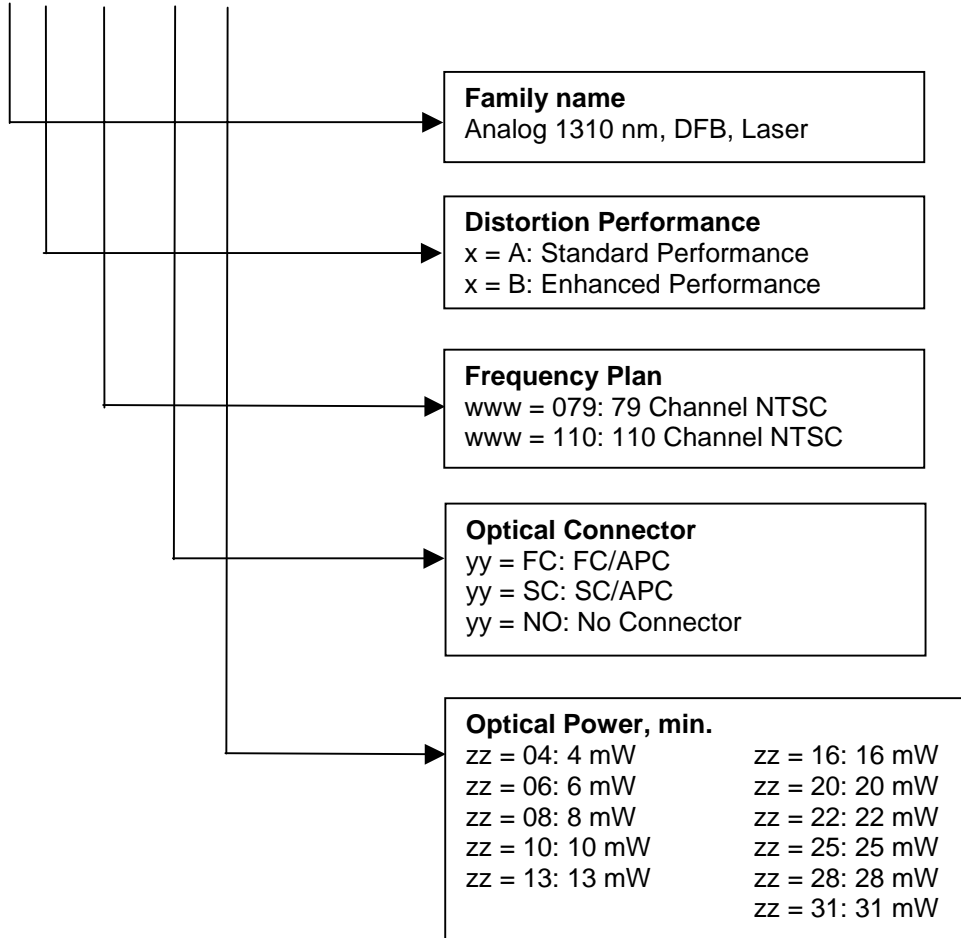 Family name
Analog 1310 nm, DFB, Laser
Distortion Performance
x = A: Standard Performance
x = B: Enhanced Performance
Frequency Plan
www = 079: 79 Channel NTSC
www = 110: 110 Channel NTSC
Optical Connector
yy = FC: FC/APC
yy = SC: SC/APC
yy = NO: No Connector
Optical Power, min.
zz = 04: 4 mW zz = 16: 16 mW
zz = 06: 6 mW zz = 20: 20 mW
zz = 08: 8 mW zz = 22: 22 mW
zz = 10: 10 mW zz = 25: 25 mW
zz = 13: 13 mW zz = 28: 28 mW
zz = 31: 31 mW